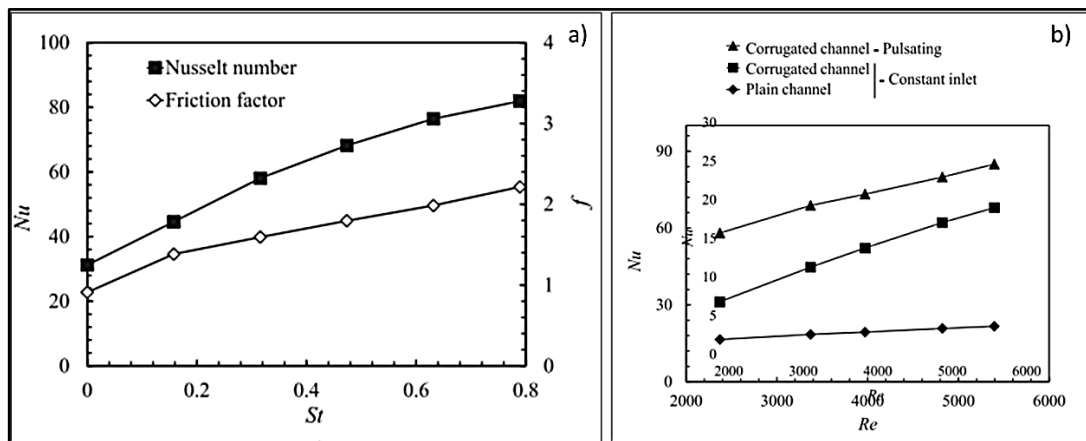 a)
100
80
60
40
20
0
Nu
Nusselt number
Friction factor
4
3
2
1
0
f
0
0.2
0.4
0.6
0.8
St
b)
Corrugated channel - Pulsating
Corrugated channel
Plain channel
- Constant inlet
90
60
30
0
Nu
30
25
20
15
10
5
0
2000
3000
4000
5000
6000
2000
3000
4000
5000
6000
Re